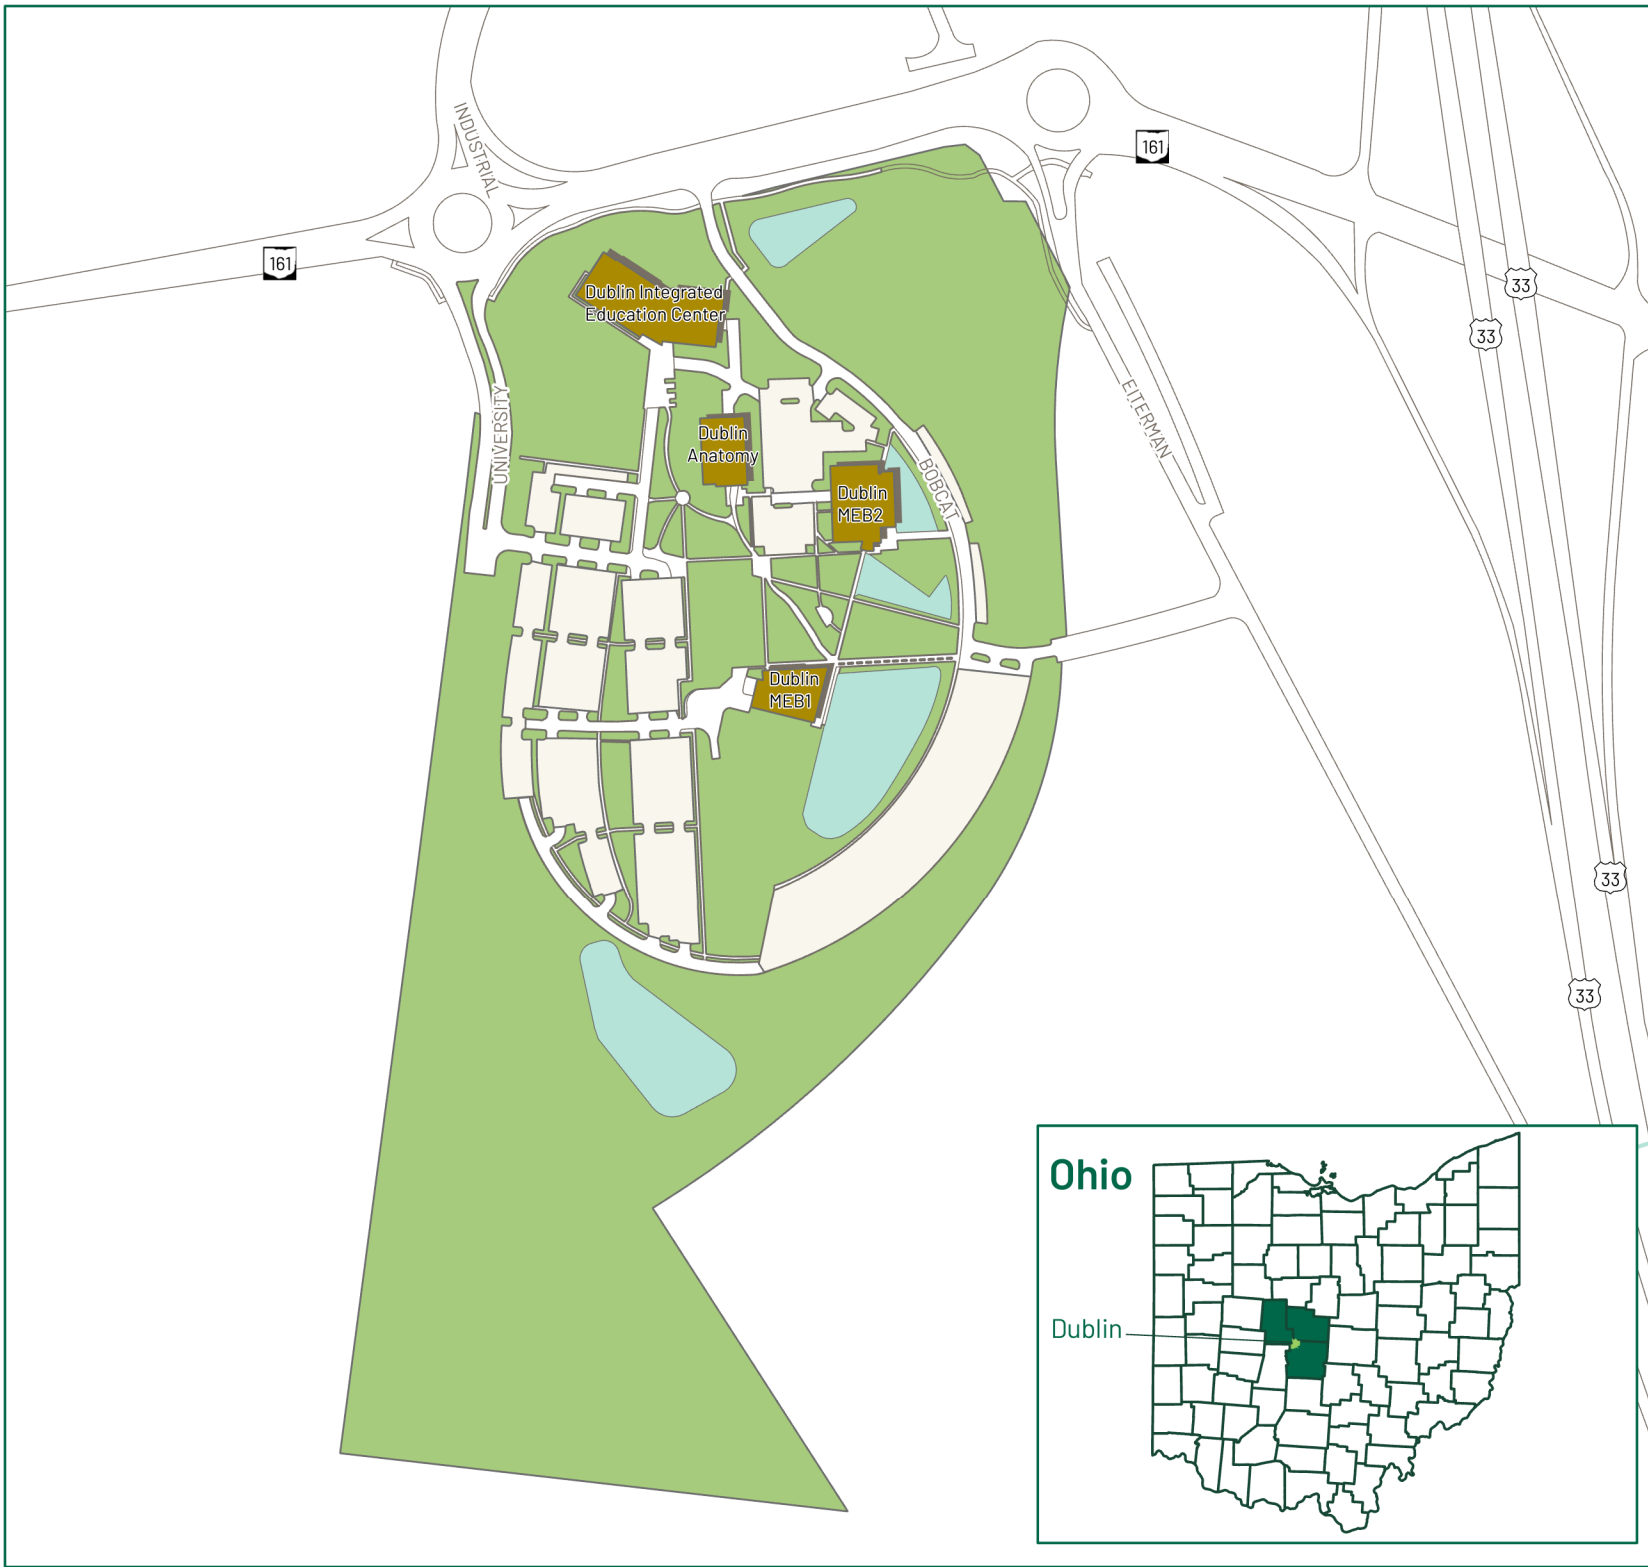 INDUSTRIAL
161
161
33
33
Dublin Integrated
Education Center
UNIVERSITY
EITERMAN
Dublin
Anatomy
BOBCAT
Dublin
MEB2
Dublin
MEB1
33
33
Ohio
Dublin